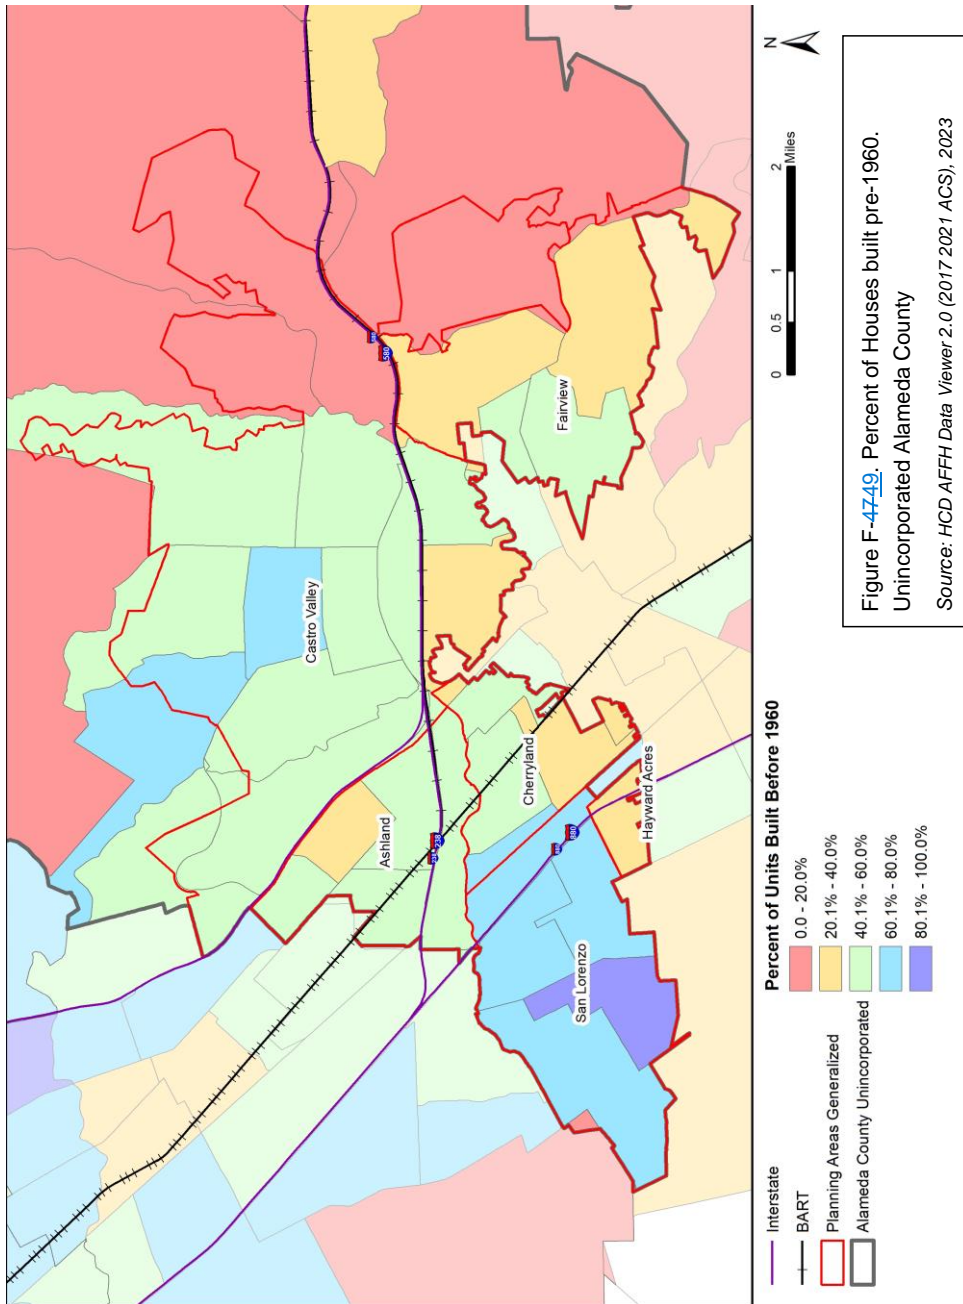 Castro Valley
Ashland
Cherryland
Fairview
Hayward Acres
San Lorenzo
580
238
880
N
0 0.5 1 2
Miles
Interstate
BART
Planning Areas Generalized
Alameda County Unincorporated
Percent of Units Built Before 1960
0.0 - 20.0%
20.1% - 40.0%
40.1% - 60.0%
60.1% - 80.0%
80.1% - 100.0%
Figure F-4749. Percent of Houses built pre-1960.
Unincorporated Alameda County
Source: HCD AFFH Data Viewer 2.0 (2017 2021 ACS), 2023